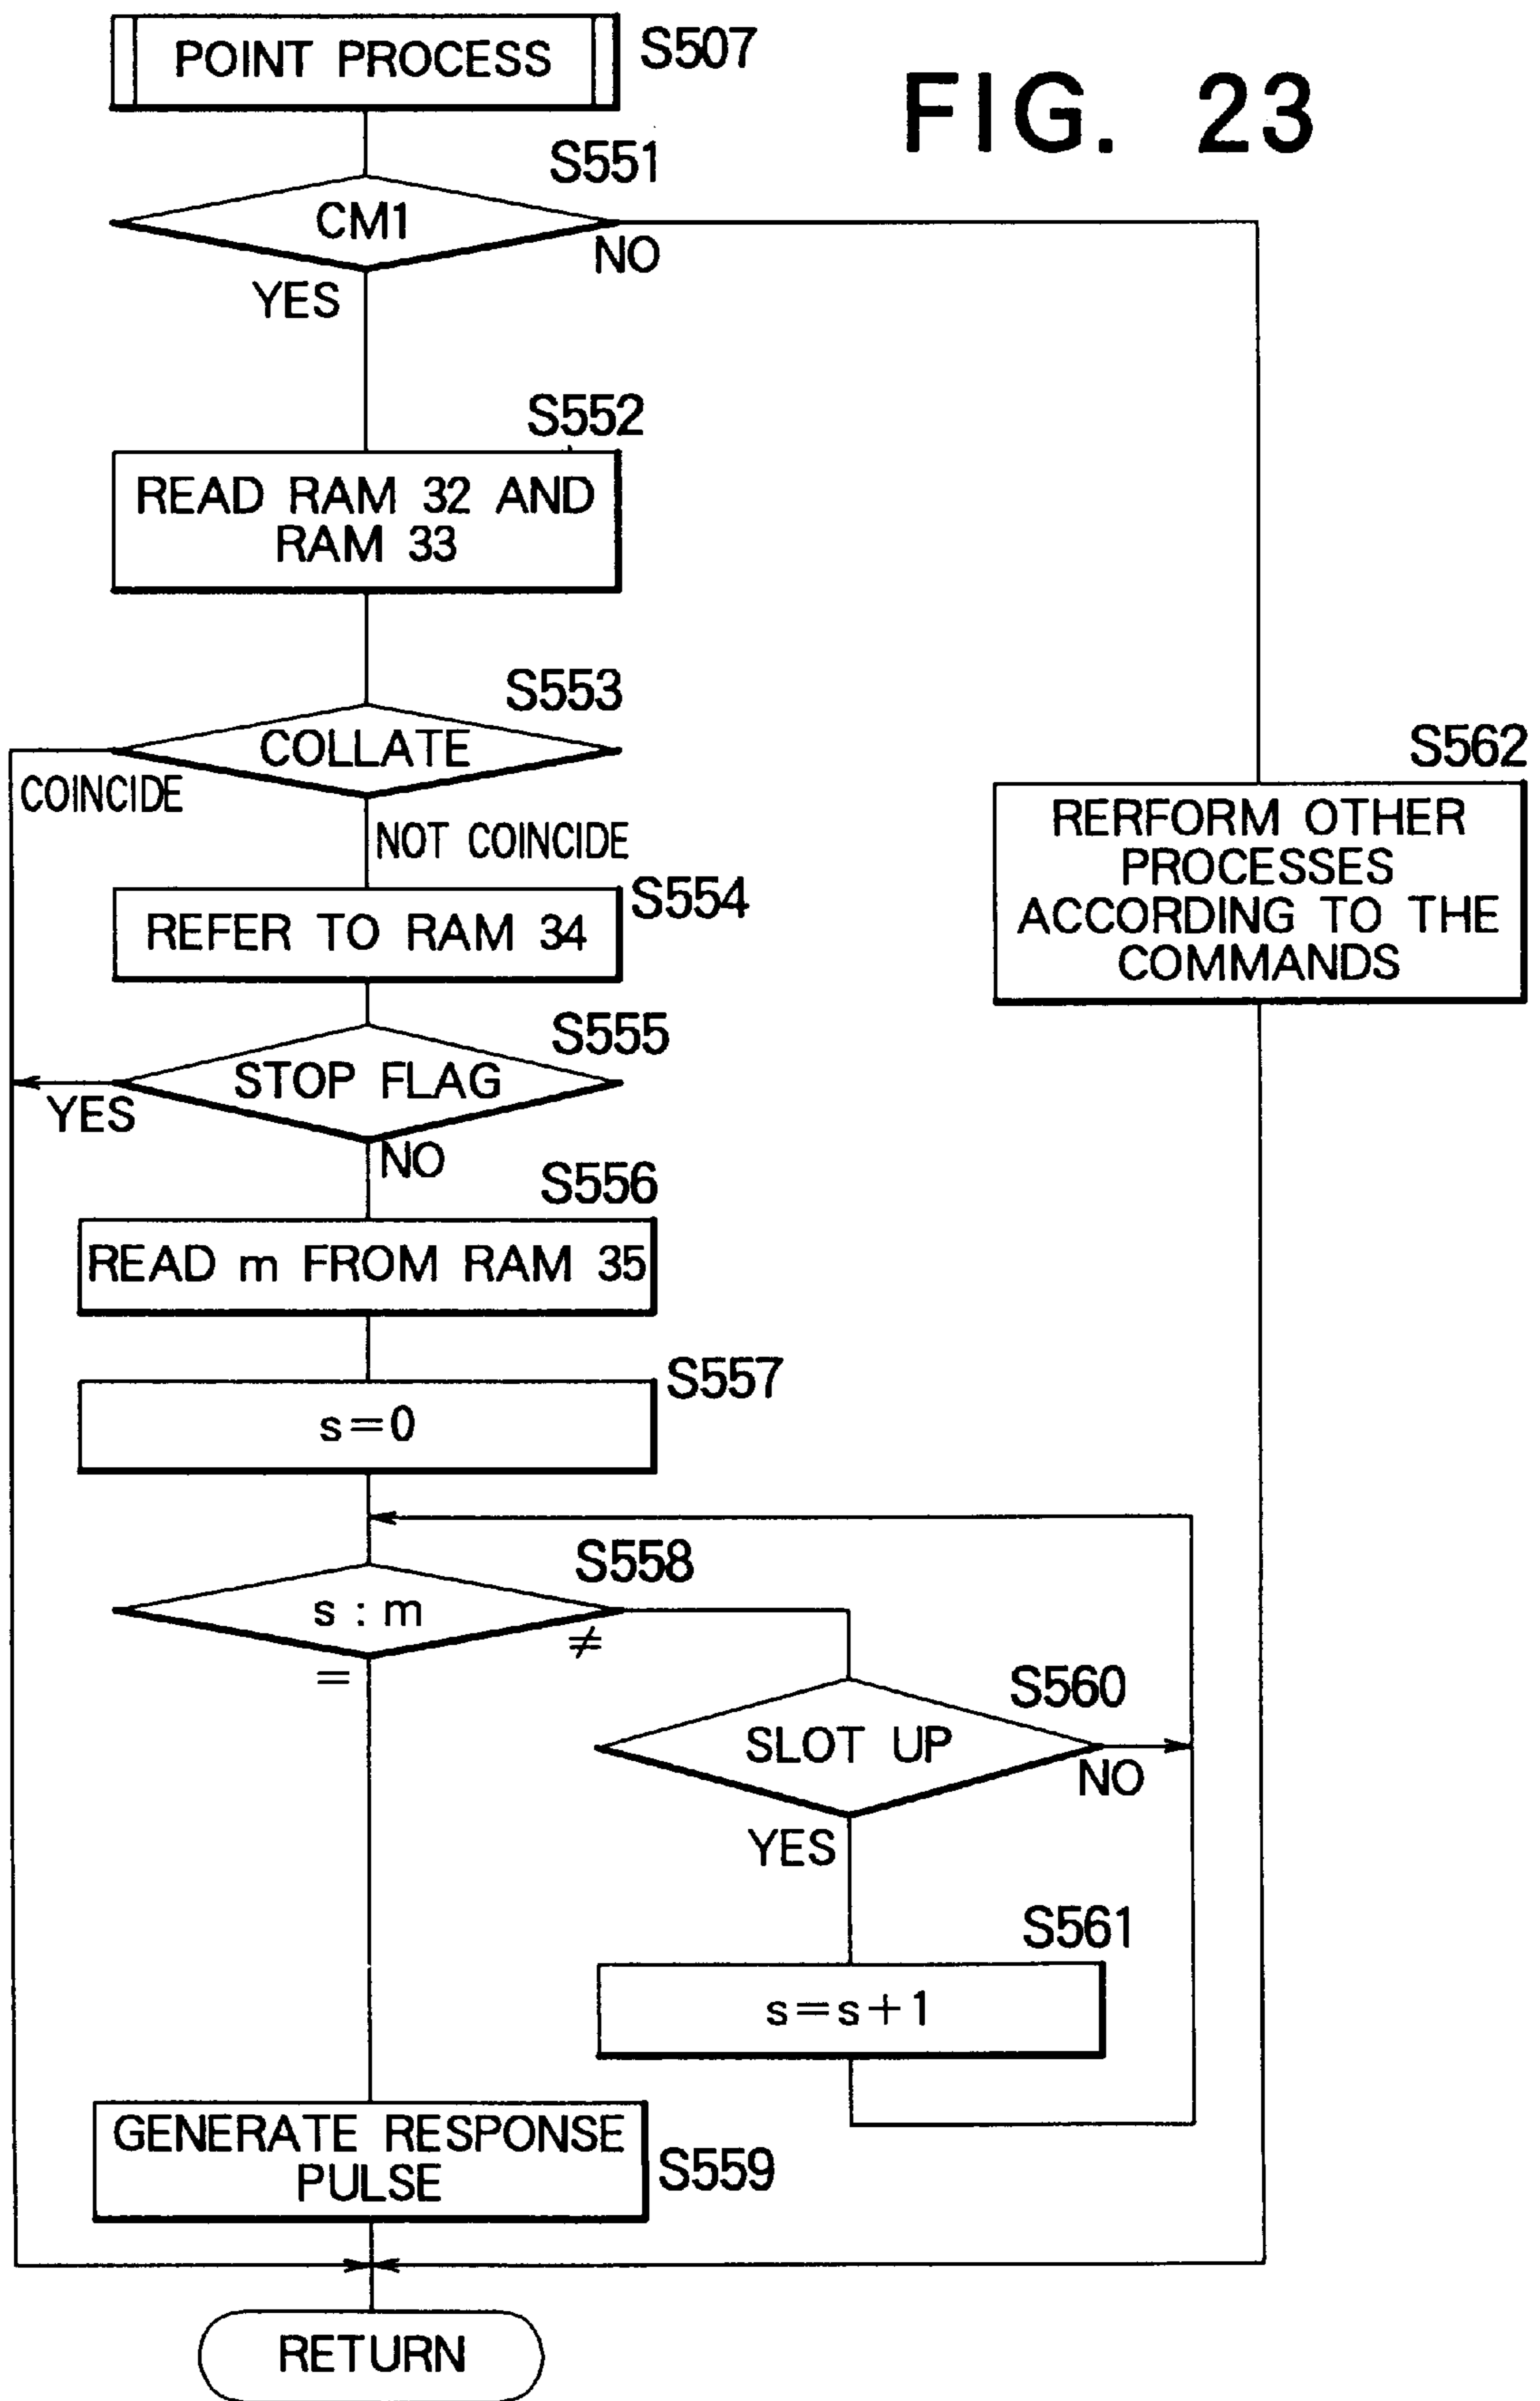 POINT PROCESS
S507
FIG. 23
S551
CM1
NO
YES
S552
READ RAM 32 AND
RAM 33
S553
COLLATE
COINCIDE
NOT COINCIDE
S562
RERFORM OTHER
PROCESSES
ACCORDING TO THE
COMMANDS
S554
REFER TO RAM 34
S555
STOP FLAG
YES
NO
S556
READ m FROM RAM 35
S557
s=0
S558
s : m
≠
=
S560
SLOT UP
NO
YES
S561
s=s+1
GENERATE RESPONSE
PULSE
S559
RETURN